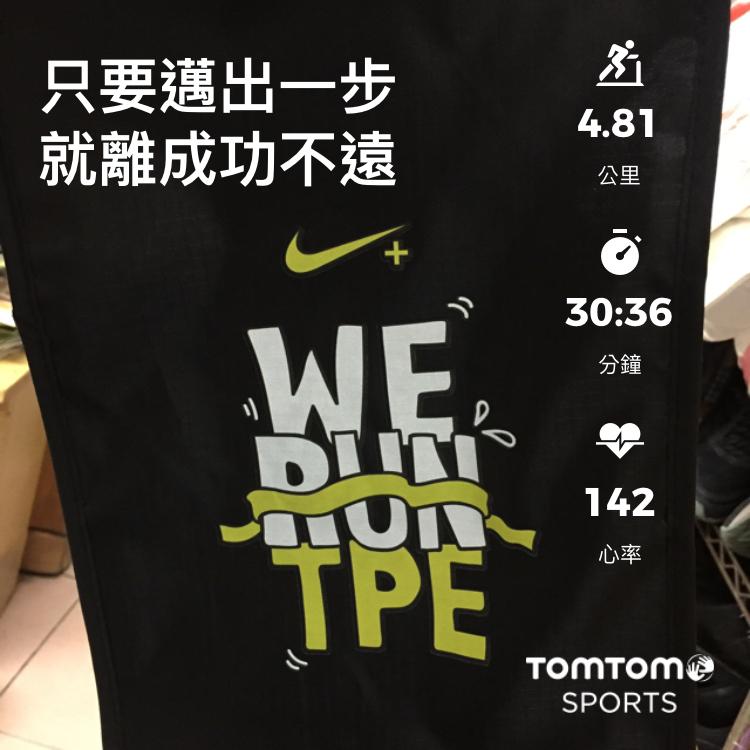 只要邁出一步
就離成功不遠
4.81
公里
30:36
分鐘
142
心率
+
WE
RUN
TPE
TOMTOM
SPORTS